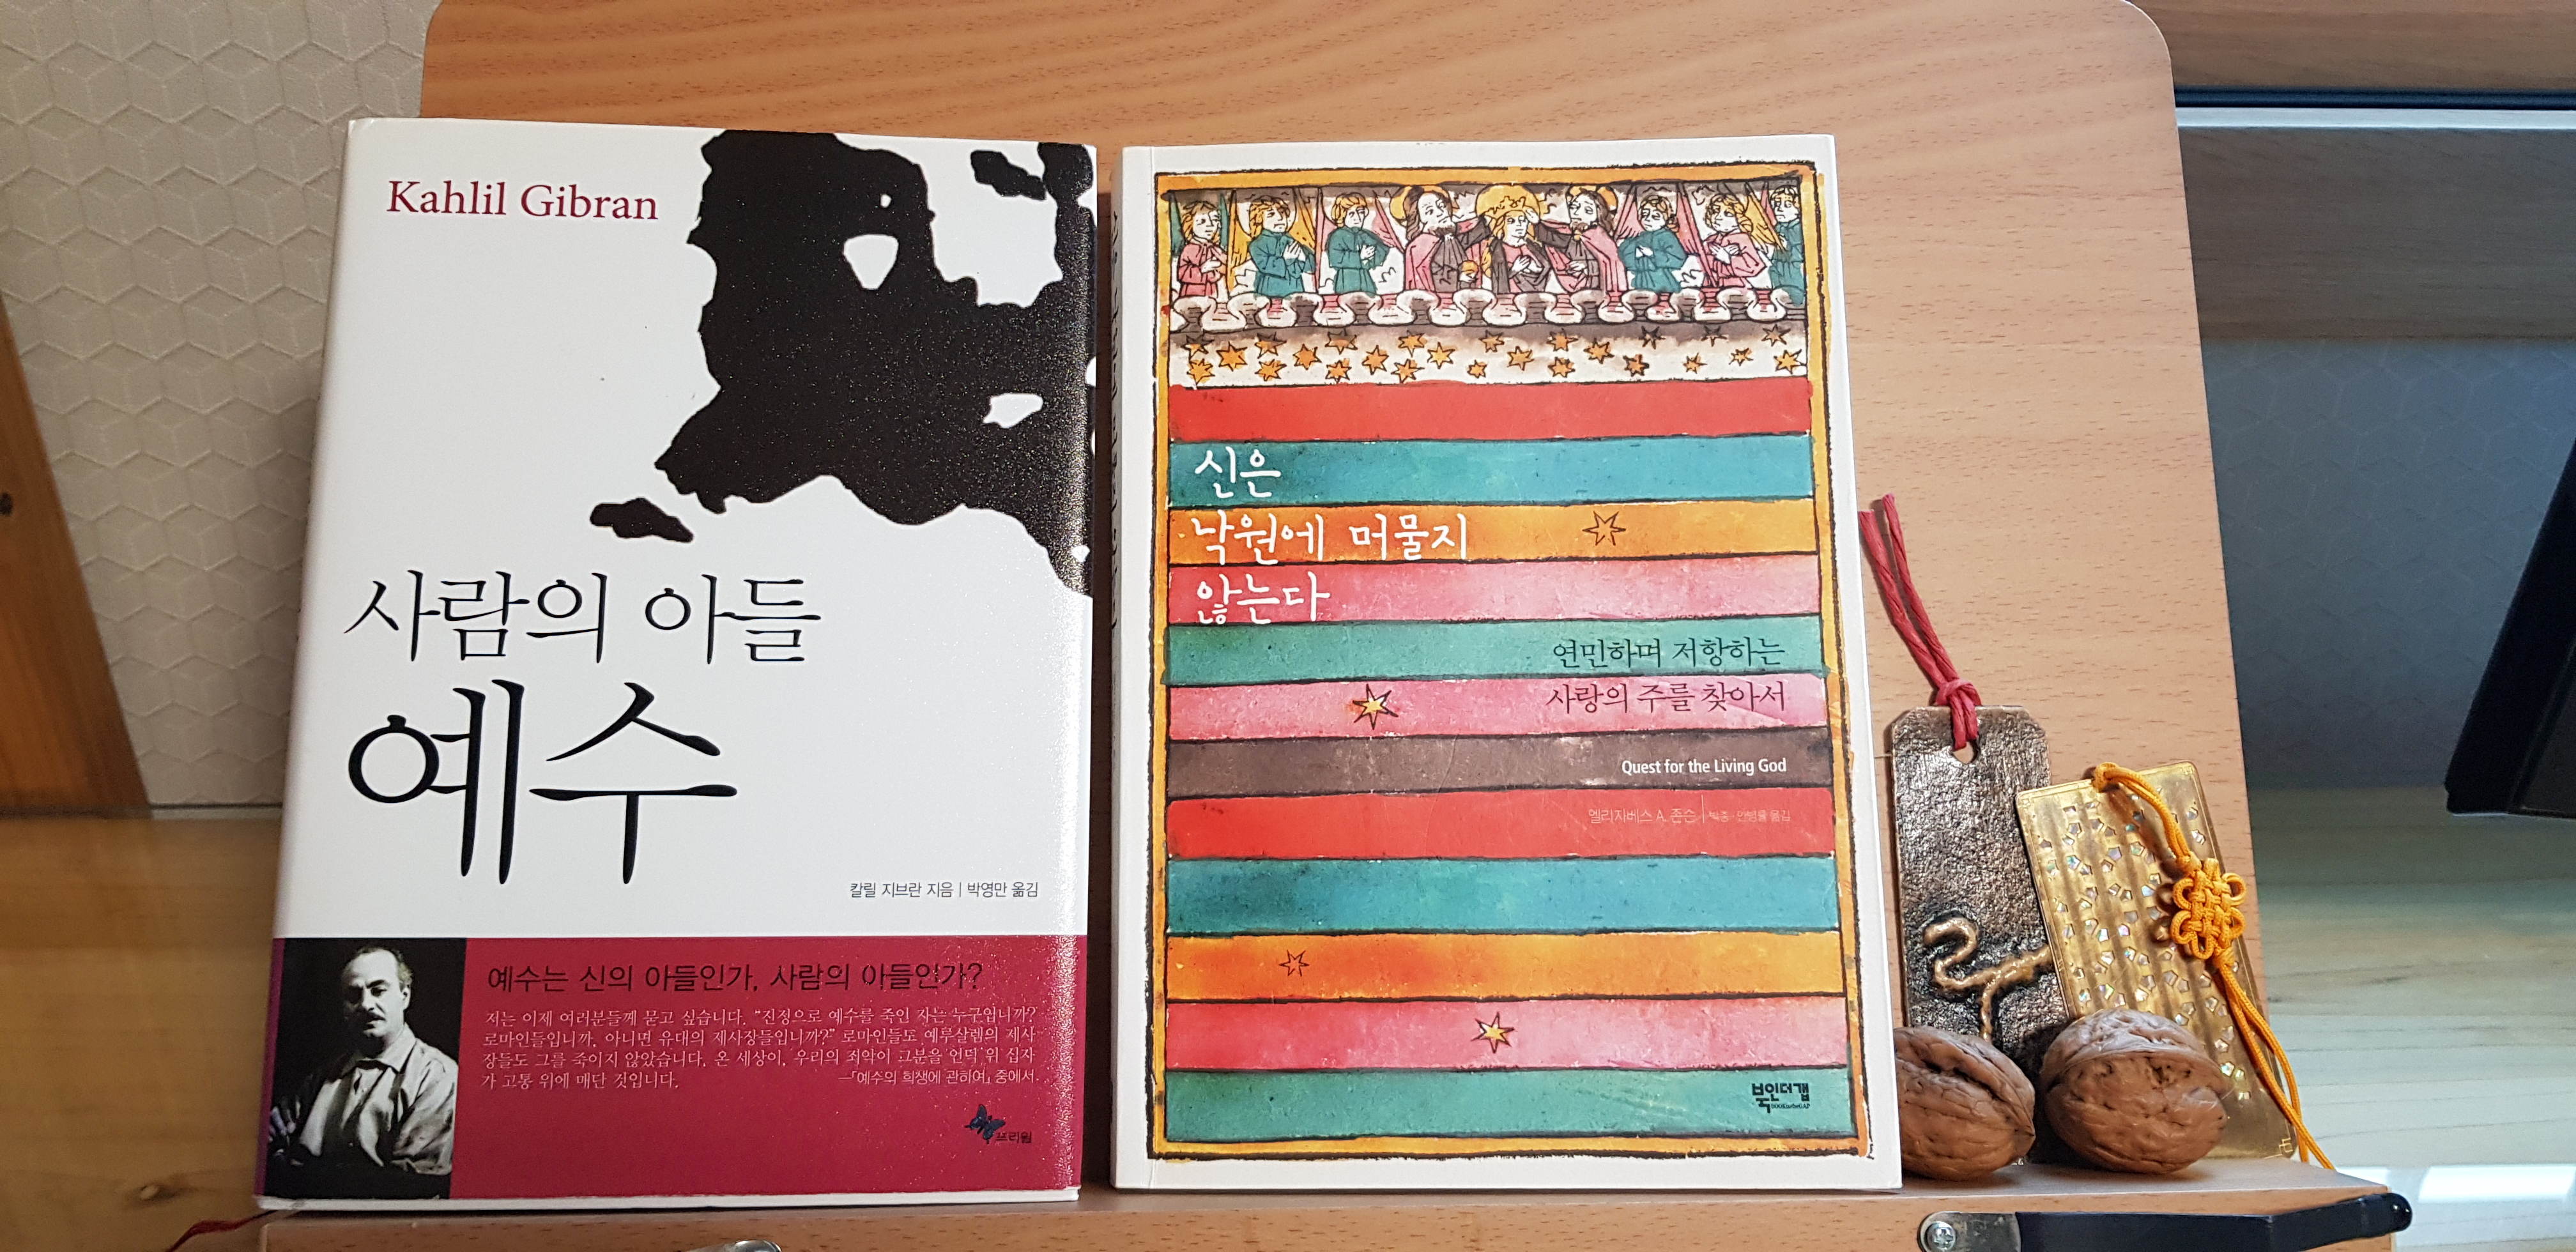 Kahlil Gibran
사람의 아들
예수
칼릴 지브란 지음 | 박영만 옮김
예수는 신의 아들인가, 사람의 아들인가?
저는 이제 여러분들께 묻고 싶습니다. "진정으로 예수를 죽인 자는 누구입니까?
로마인들입니까, 아니면 유대의 제사장들입니까?" 로마인들도 예루살렘의 제사
장들도 그를 죽이지 않았습니다, 온 세상이, 우리의 죄악이 그분을 언덕 위 십자
가 고통 위에 매단 것입니다.
—「예수의 희생에 관하여」 중에서
프리윌
신은
낙원에 머물지
않는다
연민하며 저항하는
사랑의 주를 찾아서
Quest for the Living God
엘리자베스 A. 존슨 | 박총 · 안병률 옮김
북인더갭
BOOKintheGAP